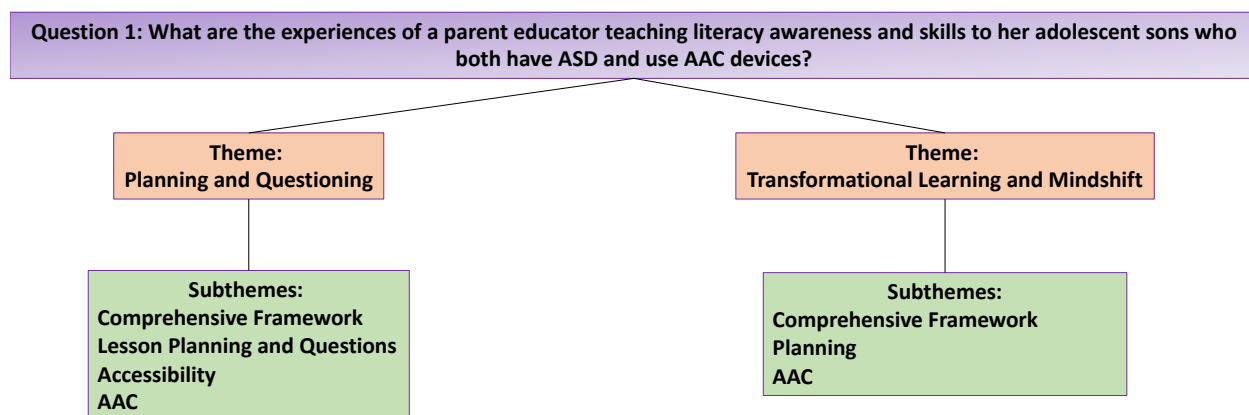 Question 1: What are the experiences of a parent educator teaching literacy awareness and skills to her adolescent sons who
both have ASD and use AAC devices?
Theme:
Planning and Questioning
Theme:
Transformational Learning and Mindshift
Subthemes:
Comprehensive Framework
Lesson Planning and Questions
Accessibility
AAC
Subthemes:
Comprehensive Framework
Planning
AAC